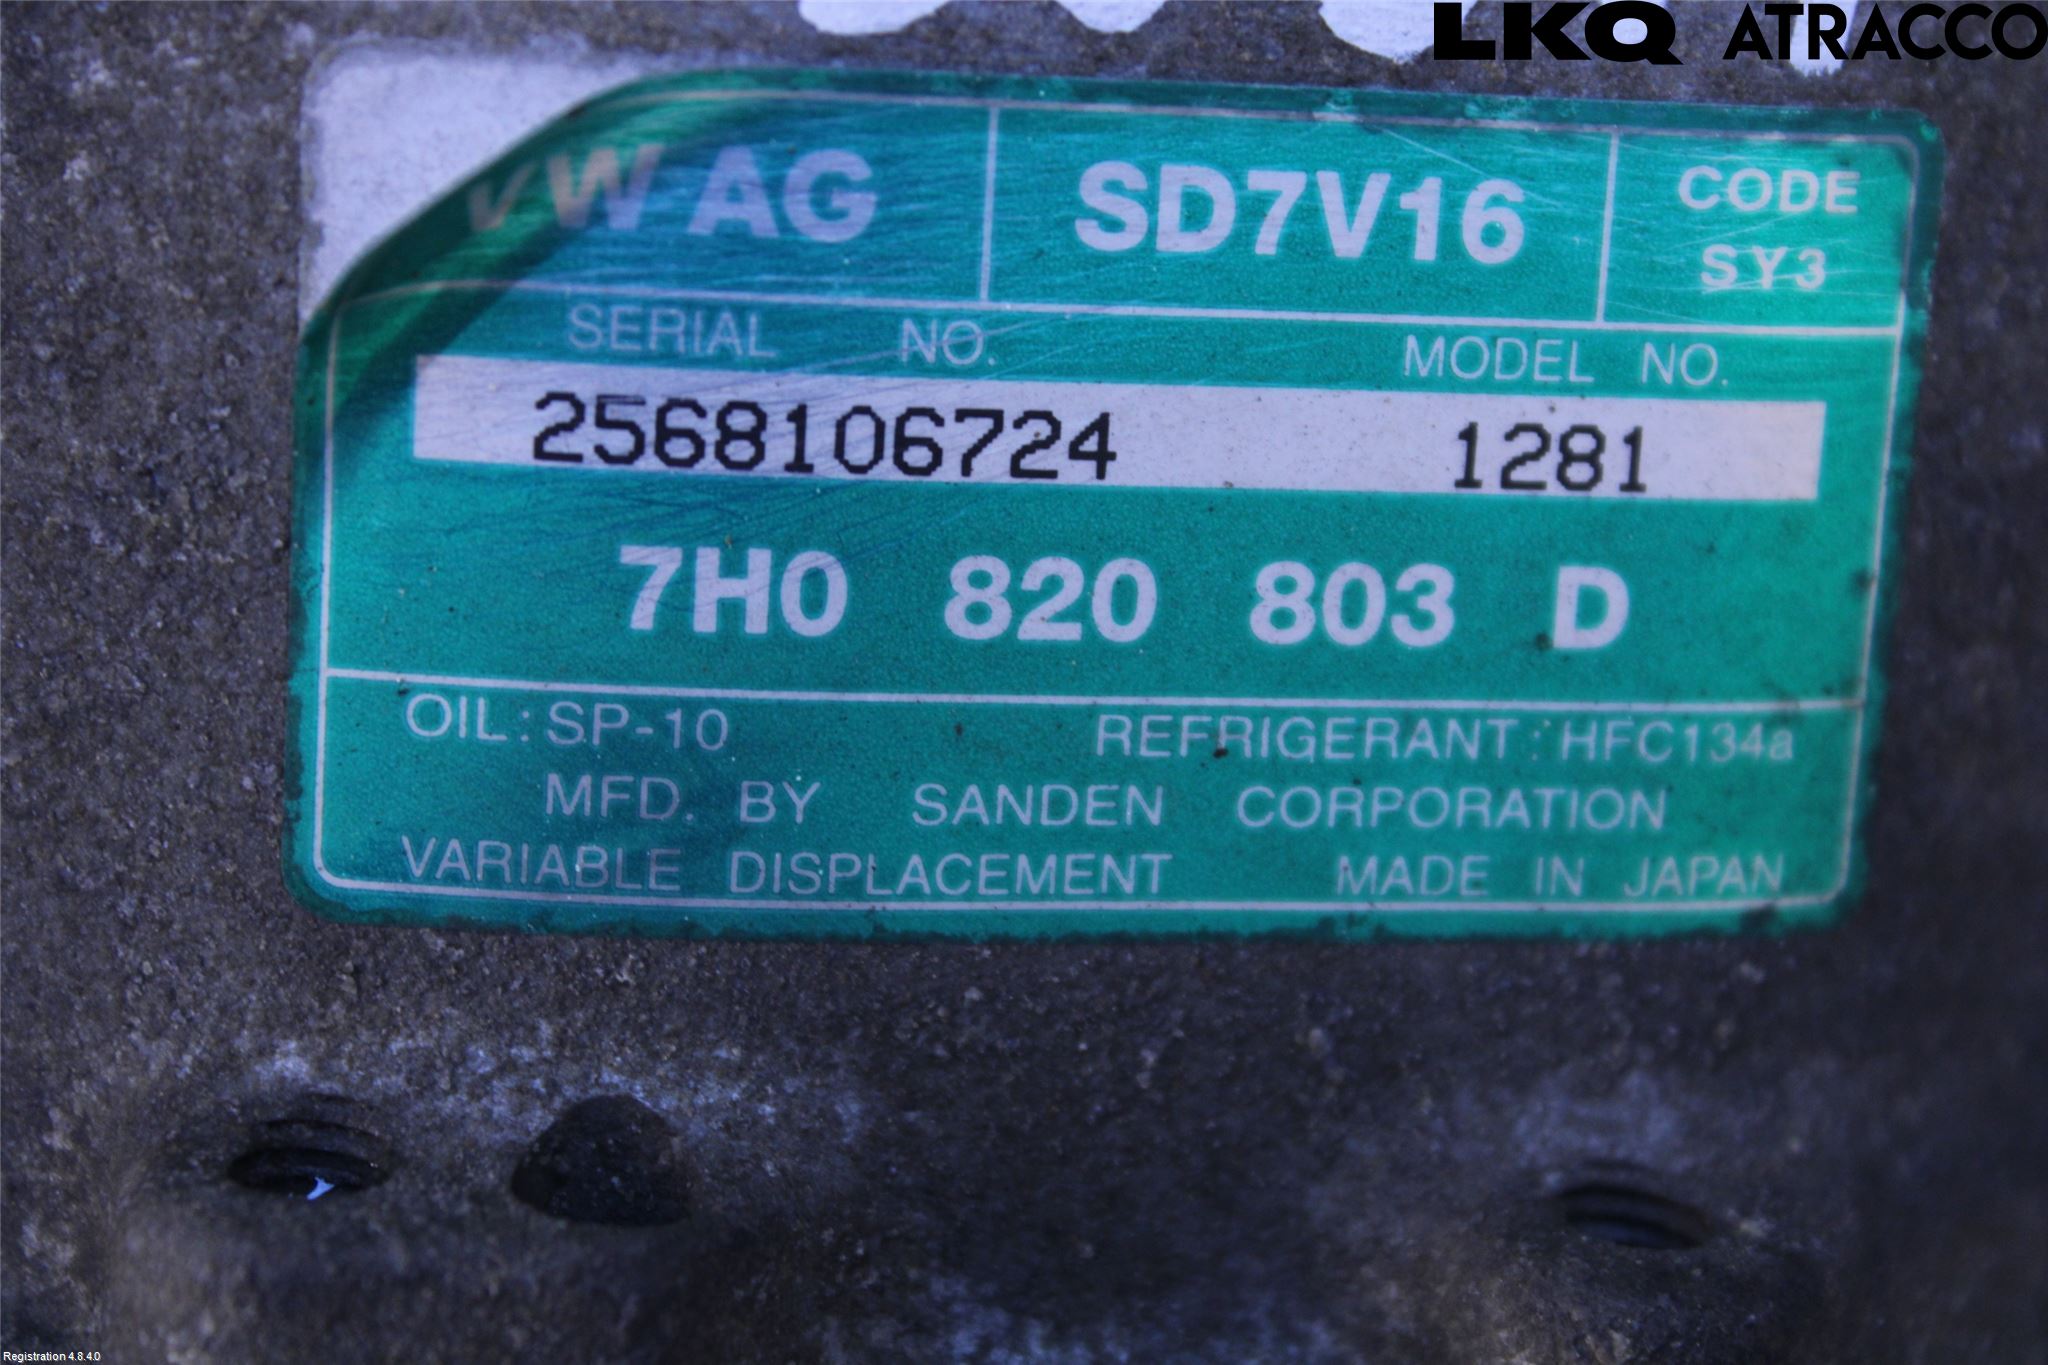 LKQ ATRACCO
VW AG SD7V16 CODE
SY3
SERIAL NO. MODEL NO.
2568106724 1281
7H0 820 803 D
OIL: SP-10 REFRIGERANT: HFC134a
MFD. BY SANDEN CORPORATION
VARIABLE DISPLACEMENT MADE IN JAPAN
Registration 4.8.4.0